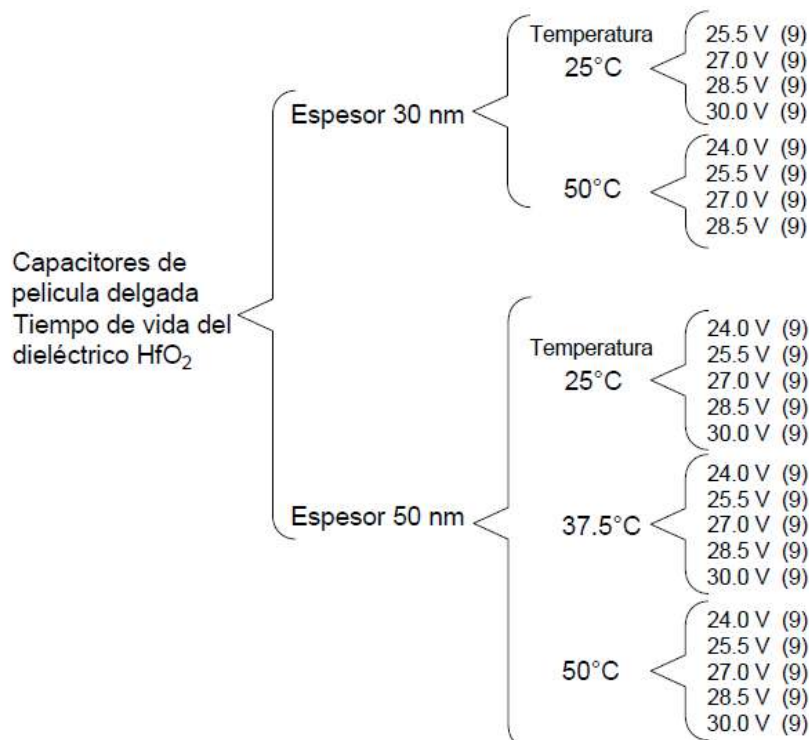 Capacitores de
pelicula delgada
Tiempo de vida del
dieléctrico HfO₂
Espesor 30 nm
Temperatura
25°C
25.5 V (9)
27.0 V (9)
28.5 V (9)
30.0 V (9)
50°C
24.0 V (9)
25.5 V (9)
27.0 V (9)
28.5 V (9)
Espesor 50 nm
Temperatura
25°C
24.0 V (9)
25.5 V (9)
27.0 V (9)
28.5 V (9)
30.0 V (9)
37.5°C
24.0 V (9)
25.5 V (9)
27.0 V (9)
28.5 V (9)
30.0 V (9)
50°C
24.0 V (9)
25.5 V (9)
27.0 V (9)
28.5 V (9)
30.0 V (9)